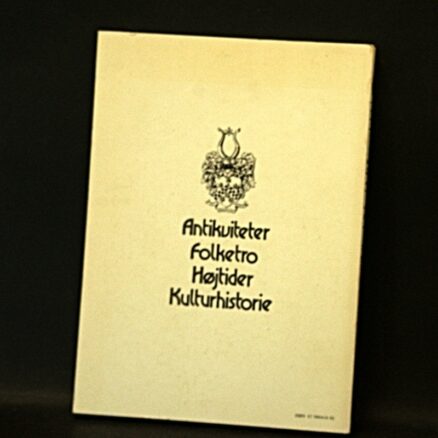 Antikviteter
Folketro
Højtider
Kulturhistorie